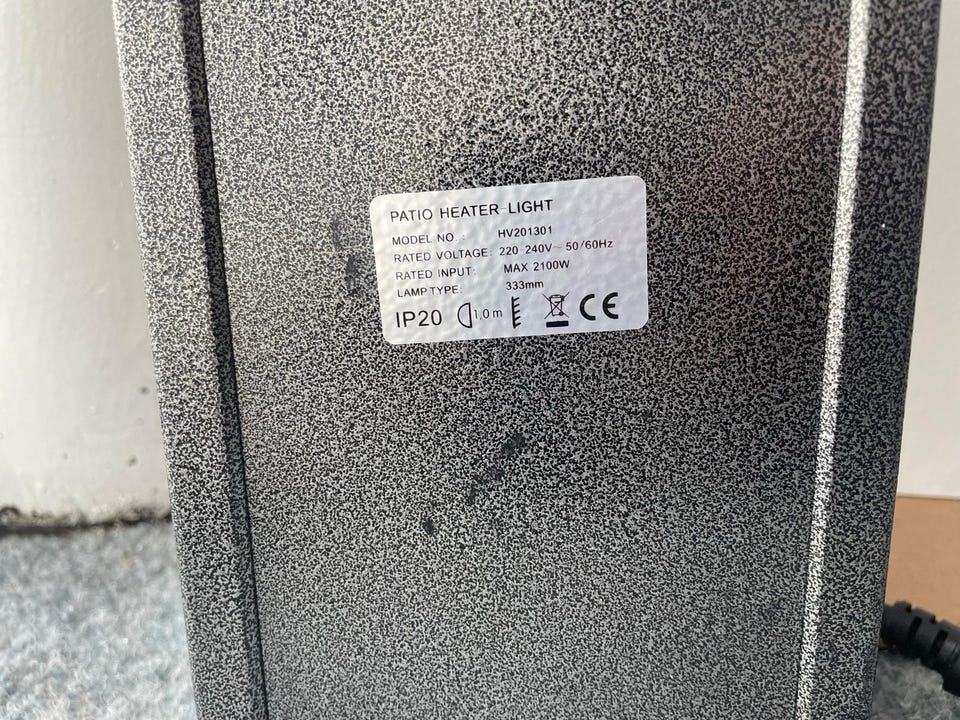 PATIO HEATER-LIGHT
MODEL NO.: HV201301
RATED VOLTAGE: 220-240V~ 50/60Hz
RATED INPUT: MAX 2100W
LAMP TYPE: 333mm
IP20 1,0 m CE